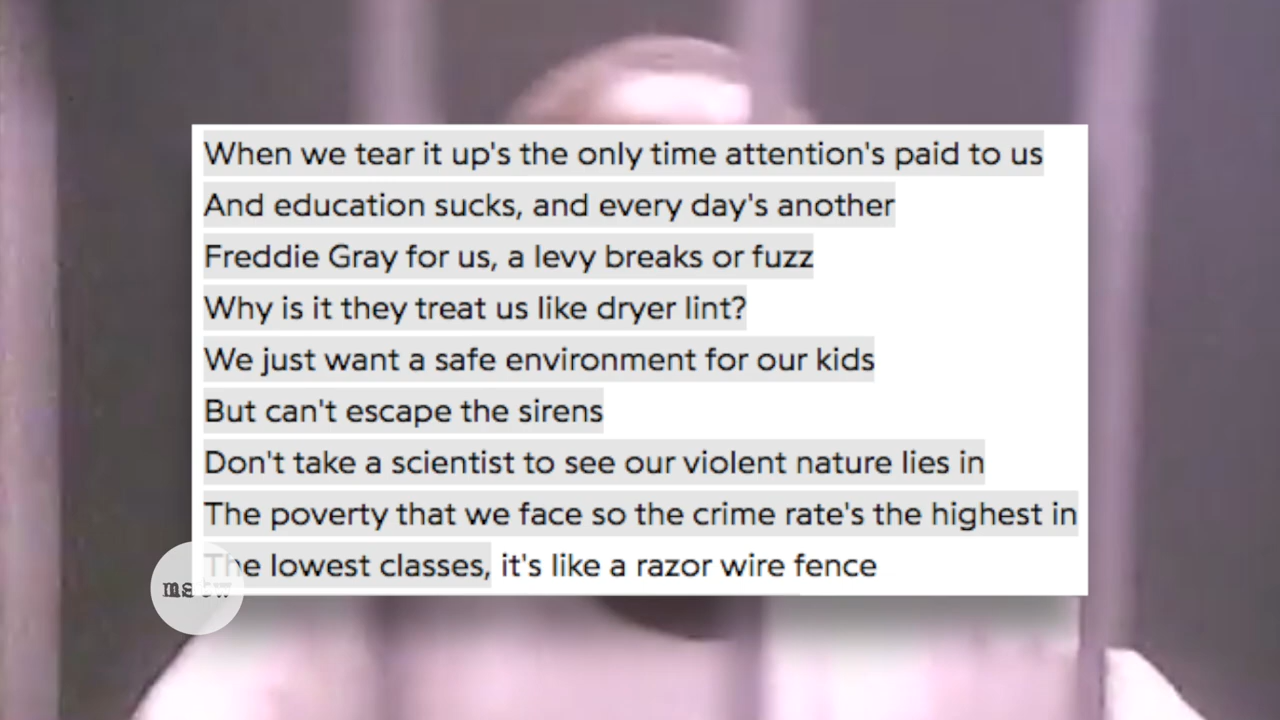 When we tear it up's the only time attention's paid to us
And education sucks, and every day's another
Freddie Gray for us, a levy breaks or fuzz
Why is it they treat us like dryer lint?
We just want a safe environment for our kids
But can't escape the sirens
Don't take a scientist to see our violent nature lies in
The poverty that we face so the crime rate's the highest in
The lowest classes, it's like a razor wire fence